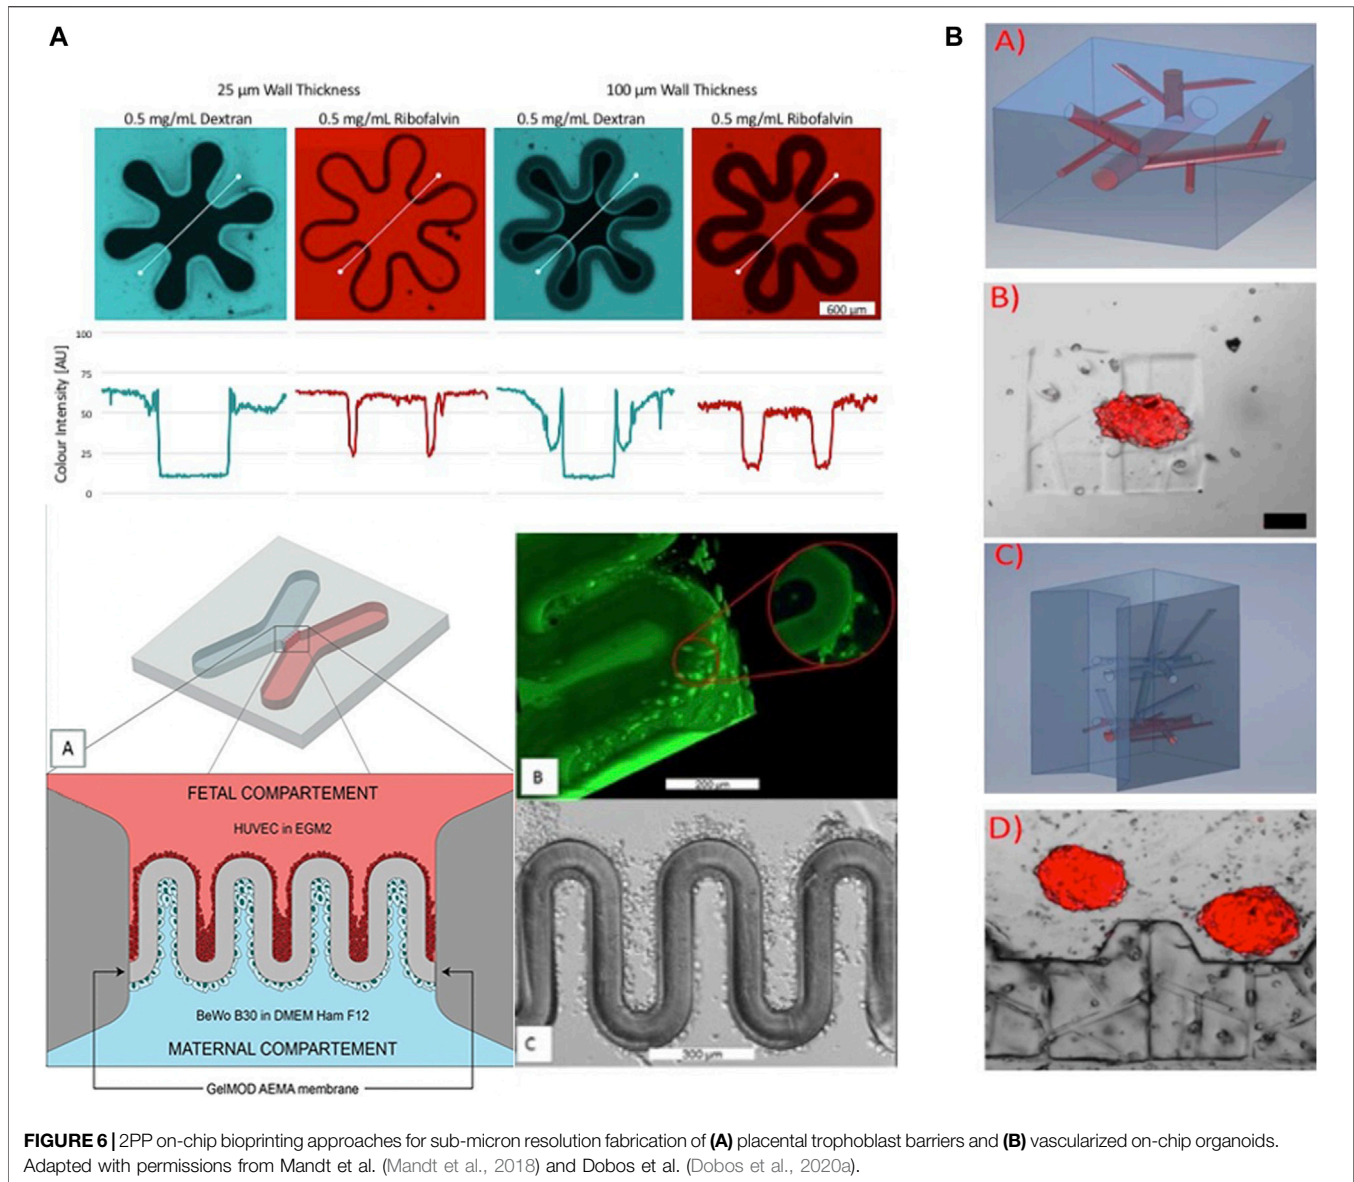 A
B
25 µm Wall Thickness
100 µm Wall Thickness
0.5 mg/mL Dextran
0.5 mg/mL Ribofalvin
0.5 mg/mL Dextran
0.5 mg/mL Ribofalvin
600 µm
Colour Intensity [AU]
100
75
50
25
0
A
FETAL COMPARTEMENT
HUVEC in EGM2
BeWo B30 in DMEM Ham F12
MATERNAL COMPARTEMENT
GelMOD AEMA membrane
B
200 µm
C
300 µm
A)
B)
C)
D)
FIGURE 6 | 2PP on-chip bioprinting approaches for sub-micron resolution fabrication of (A) placental trophoblast barriers and (B) vascularized on-chip organoids.
Adapted with permissions from Mandt et al. (Mandt et al., 2018) and Dobos et al. (Dobos et al., 2020a).